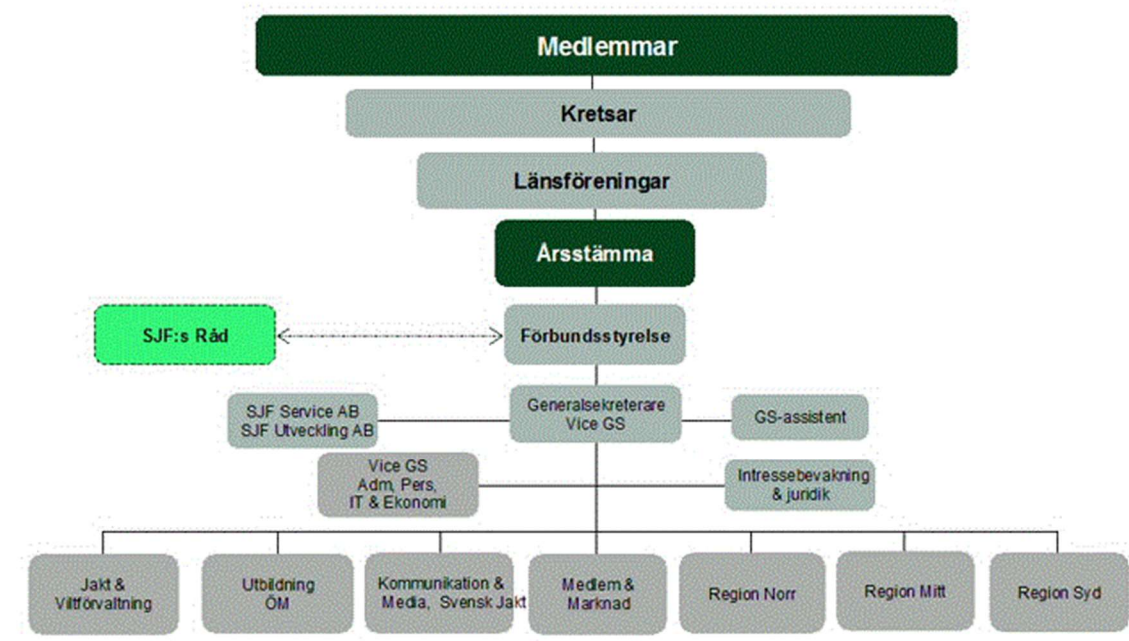 Medlemmar
Kretsar
Länsföreningar
Årsstämma
SJF:s Råd
Förbundsstyrelse
SJF Service AB
SJF Utveckling AB
Generalsekreterare
Vice GS
GS-assistent
Vice GS
Adm, Pers,
IT & Ekonomi
Intressebevakning
& juridik
Jakt &
Viltförvaltning
Utbildning
ÖM
Kommunikation &
Media, Svensk Jakt
Medlem &
Marknad
Region Norr
Region Mitt
Region Syd